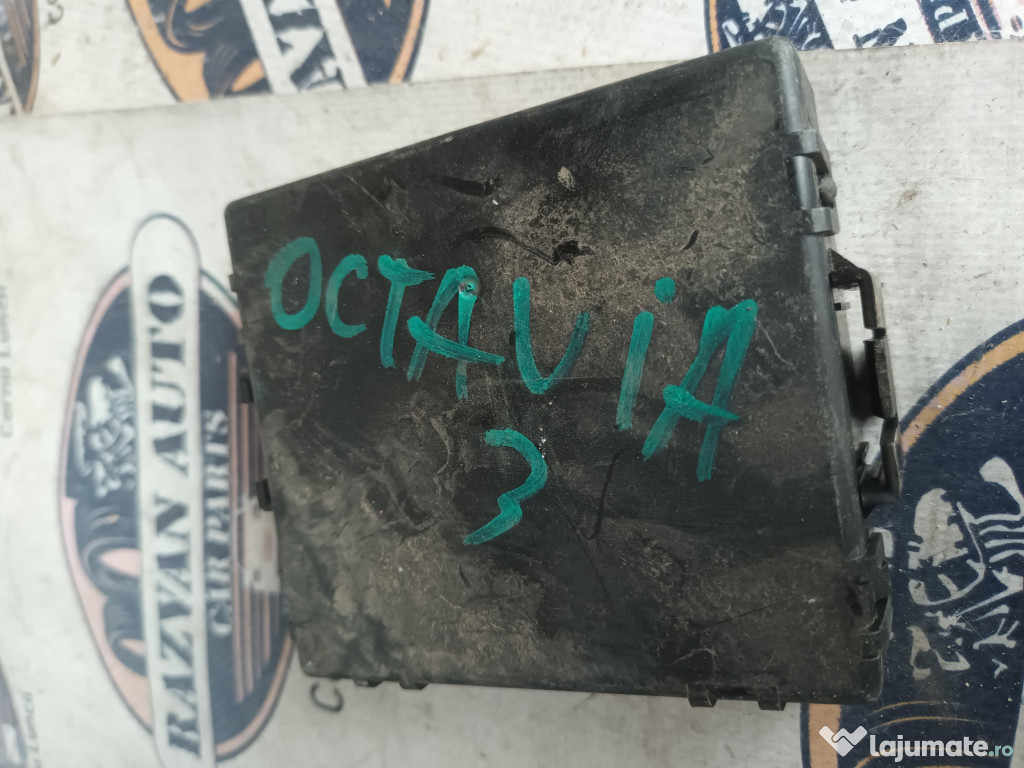 OCTAViA
3
RAZVAN AUTO
CAR PARTS
lajumate.ro